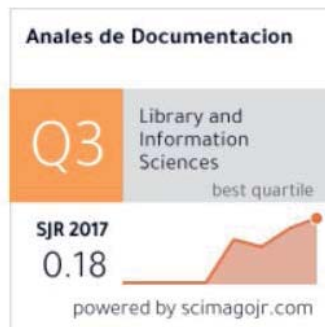 Anales de Documentacion
Q3
Library and
Information
Sciences
best quartile
SJR 2017
0.18
powered by scimagojr.com